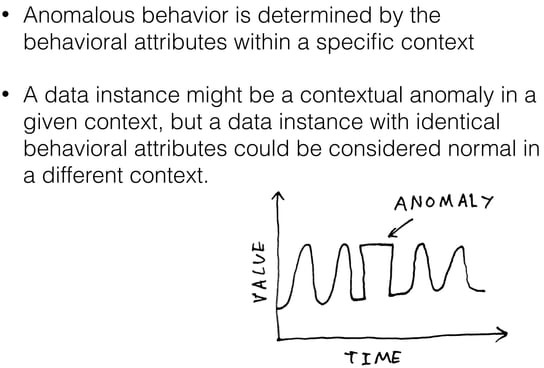 • Anomalous behavior is determined by the
behavioral attributes within a specific context
• A data instance might be a contextual anomaly in a
given context, but a data instance with identical
behavioral attributes could be considered normal in
a different context.
ANOMALY
VALUE
TIME